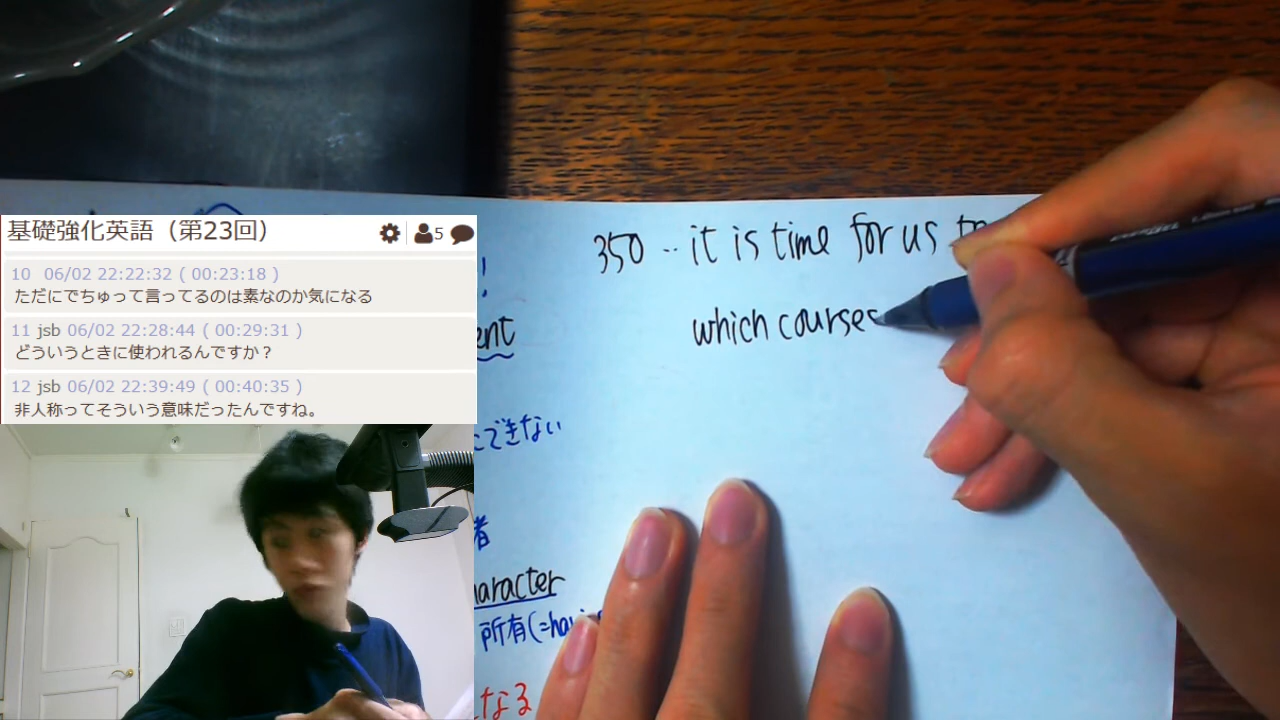 基礎強化英語（第23回）
5
10 06/02 22:22:32 ( 00:23:18 )
ただにでちゅって言ってるのは素なのか気になる
11 jsb 06/02 22:28:44 ( 00:29:31 )
どういうときに使われるんですか？
12 jsb 06/02 22:39:49 ( 00:40:35 )
非人称ってそういう意味だったんですね。
!
ent
できない
者
aracter
所有(=havi
なる
350 ‥ it is time for us to
which courses